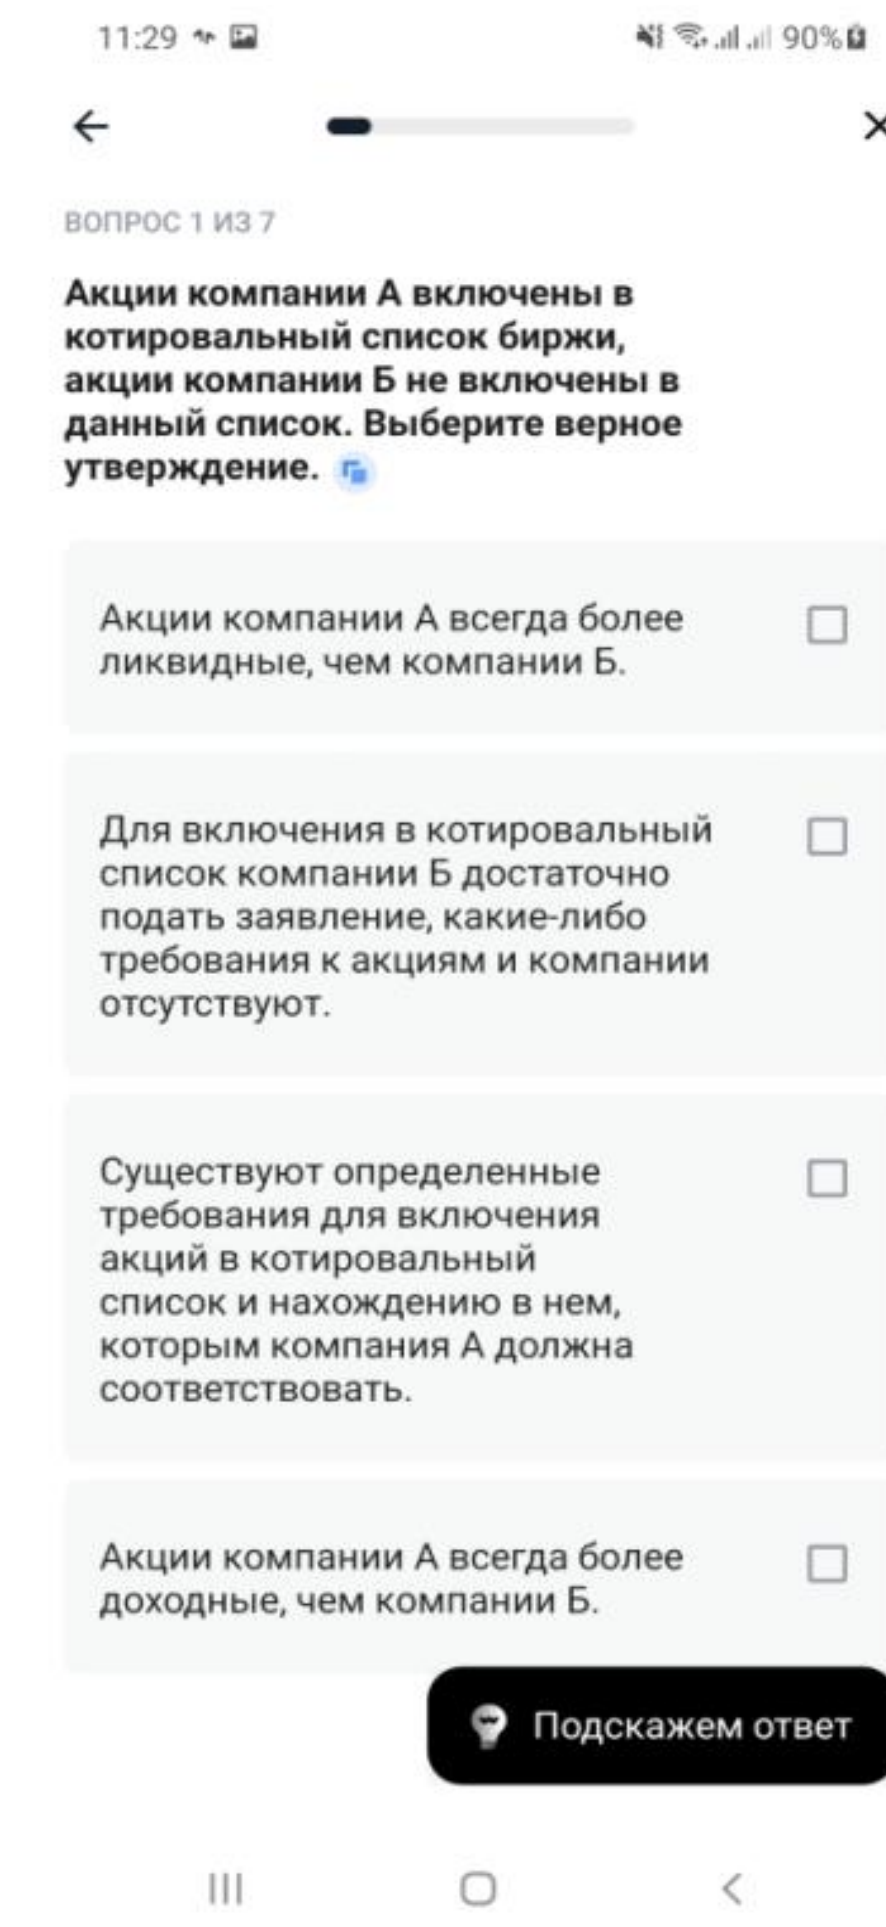 11:29
90%
ВОПРОС 1 ИЗ 7
Акции компании А включены в
котировальный список биржи,
акции компании Б не включены в
данный список. Выберите верное
утверждение.
Акции компании А всегда более
ликвидные, чем компании Б.
Для включения в котировальный
список компании Б достаточно
подать заявление, какие-либо
требования к акциям и компании
отсутствуют.
Существуют определенные
требования для включения
акций в котировальный
список и нахождению в нем,
которым компания А должна
соответствовать.
Акции компании А всегда более
доходные, чем компании Б.
Подскажем ответ